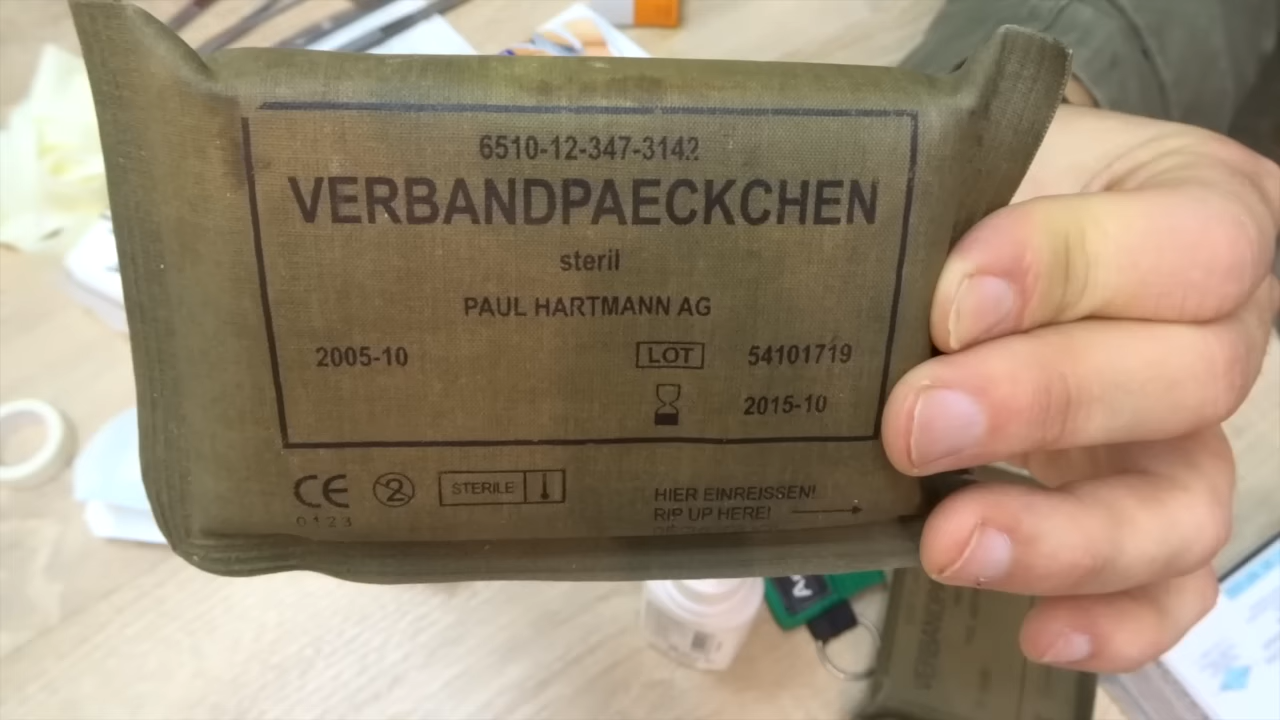 6510-12-347-3142
VERBANDPAECKCHEN
steril
PAUL HARTMANN AG
2005-10
LOT 54101719
2015-10
CE
0123
2
STERILE
HIER EINREISSEN!
RIP UP HERE!